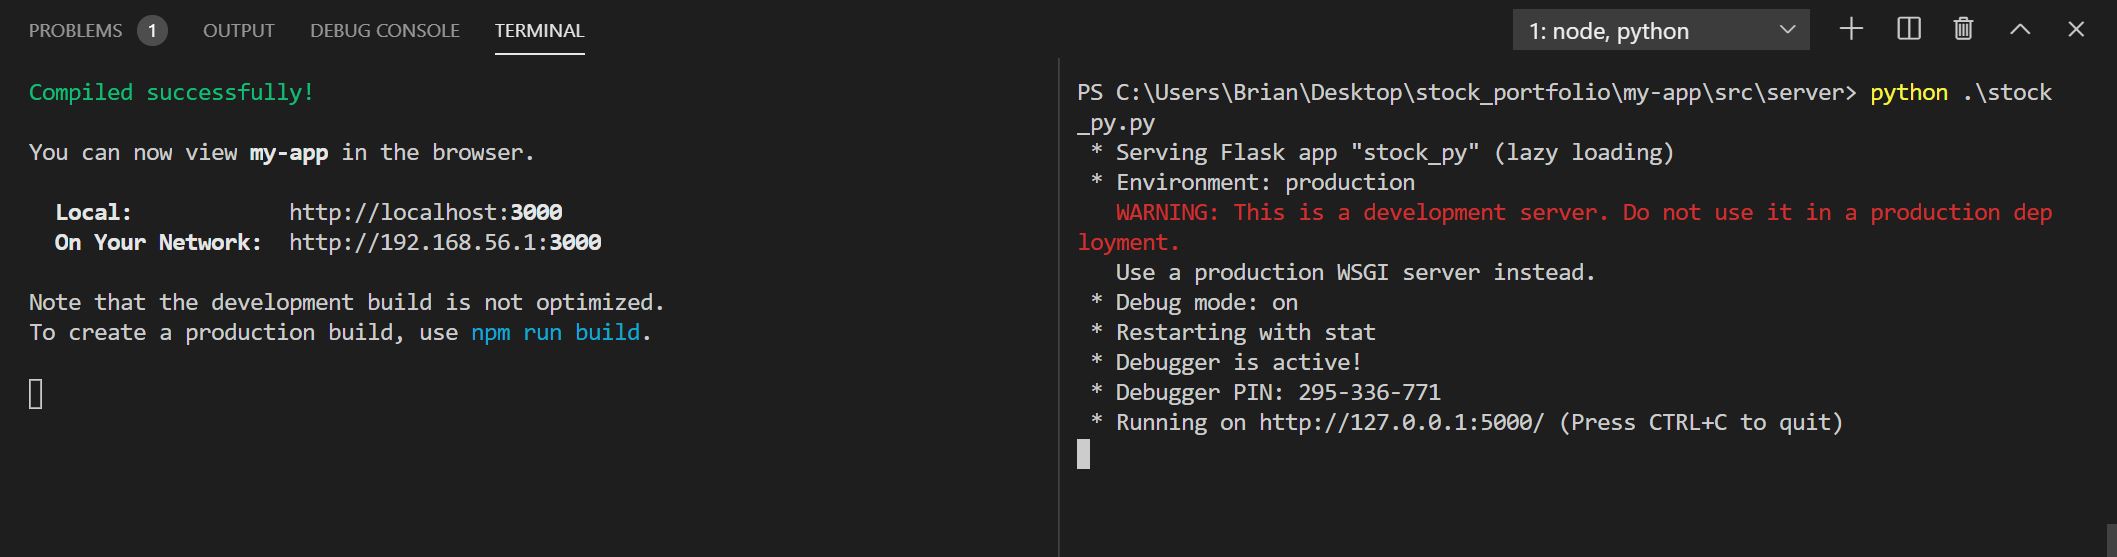 PROBLEMS 1 OUTPUT DEBUG CONSOLE TERMINAL 1: node, python
Compiled successfully!
You can now view my-app in the browser.
Local: http://localhost:3000
On Your Network: http://192.168.56.1:3000
Note that the development build is not optimized.
To create a production build, use npm run build.
PS C:\Users\Brian\Desktop\stock_portfolio\my-app\src\server> python .\stock
_py.py
* Serving Flask app "stock_py" (lazy loading)
* Environment: production
WARNING: This is a development server. Do not use it in a production dep
loyment.
Use a production WSGI server instead.
* Debug mode: on
* Restarting with stat
* Debugger is active!
* Debugger PIN: 295-336-771
* Running on http://127.0.0.1:5000/ (Press CTRL+C to quit)